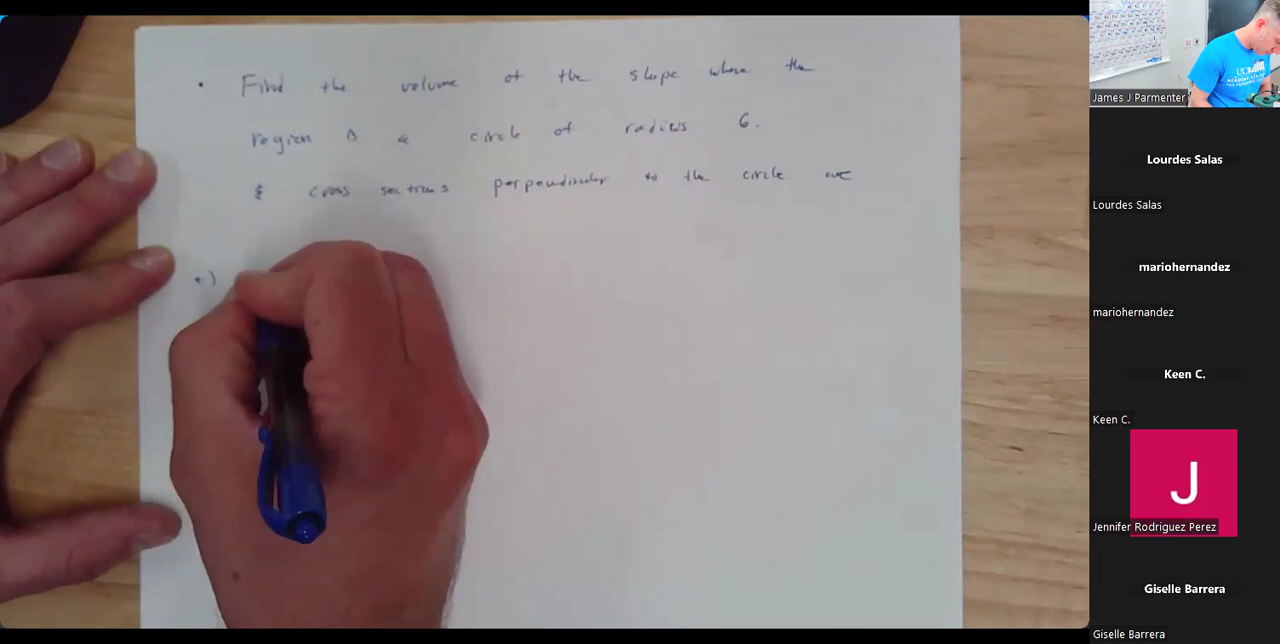 • Find the volume of the shape where the
region is a circle of radius 6.
& cross sections perpendicular to the circle are
a.)
James J Parmenter
Lourdes Salas
Lourdes Salas
mariohernandez
mariohernandez
Keen C.
Keen C.
J
Jennifer Rodriguez Perez
Giselle Barrera
Giselle Barrera